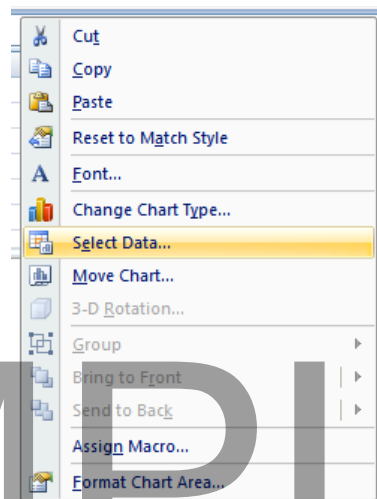 Cut
Copy
Paste
Reset to Match Style
Font...
Change Chart Type...
Select Data...
Move Chart...
3-D Rotation...
Group
Bring to Front
Send to Back
Assign Macro...
Format Chart Area...